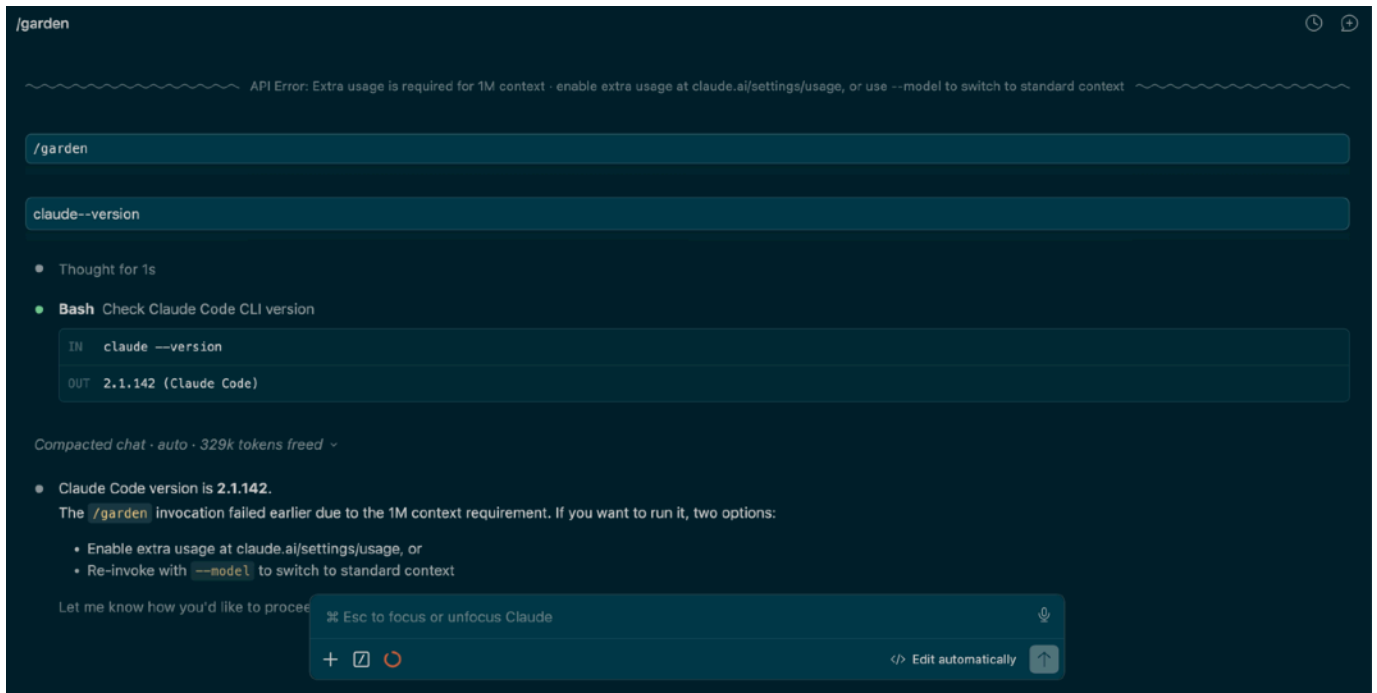 /garden
API Error: Extra usage is required for 1M context · enable extra usage at claude.ai/settings/usage, or use --model to switch to standard context
/garden
claude--version
Thought for 1s
Bash Check Claude Code CLI version
IN claude --version
OUT 2.1.142 (Claude Code)
Compacted chat · auto · 329k tokens freed
Claude Code version is 2.1.142.
The /garden invocation failed earlier due to the 1M context requirement. If you want to run it, two options:
• Enable extra usage at claude.ai/settings/usage, or
• Re-invoke with --model to switch to standard context
Let me know how you'd like to procee
⌘ Esc to focus or unfocus Claude
</> Edit automatically